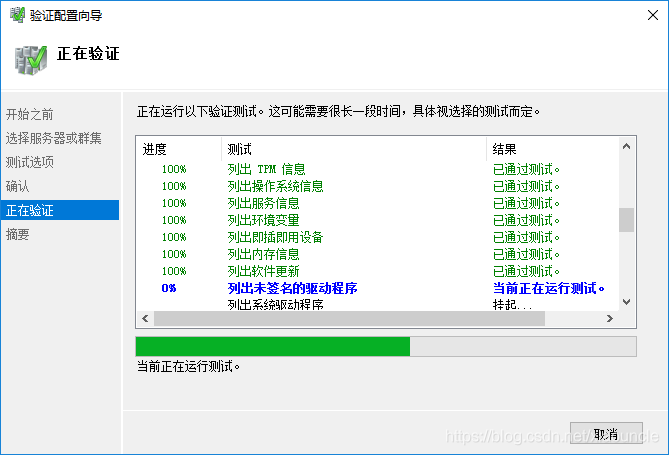 验证配置向导
正在验证
开始之前
选择服务器或群集
测试选项
确认
正在验证
摘要
正在运行以下验证测试。这可能需要很长一段时间，具体视选择的测试而定。
进度 测试 结果
100% 列出 TPM 信息 已通过测试。
100% 列出操作系统信息 已通过测试。
100% 列出服务信息 已通过测试。
100% 列出环境变量 已通过测试。
100% 列出即插即用设备 已通过测试。
100% 列出内存信息 已通过测试。
100% 列出软件更新 已通过测试。
0% 列出未签名的驱动程序 当前正在运行测试。
列出系统驱动程序 挂起...
当前正在运行测试。
取消